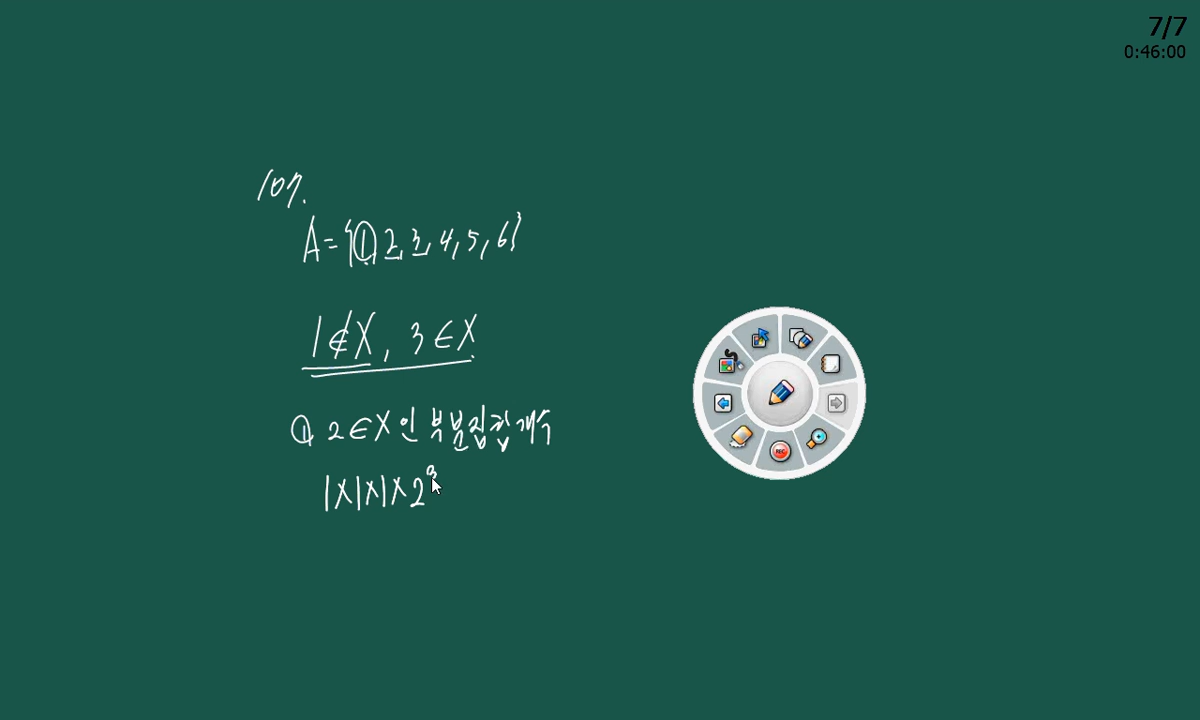 7/7
0:46:00
107.
A={①,2,3,4,5,6}
1∉X, 3∈X
① 2∈X인 부분집합개수
1×1×1×2³
REC